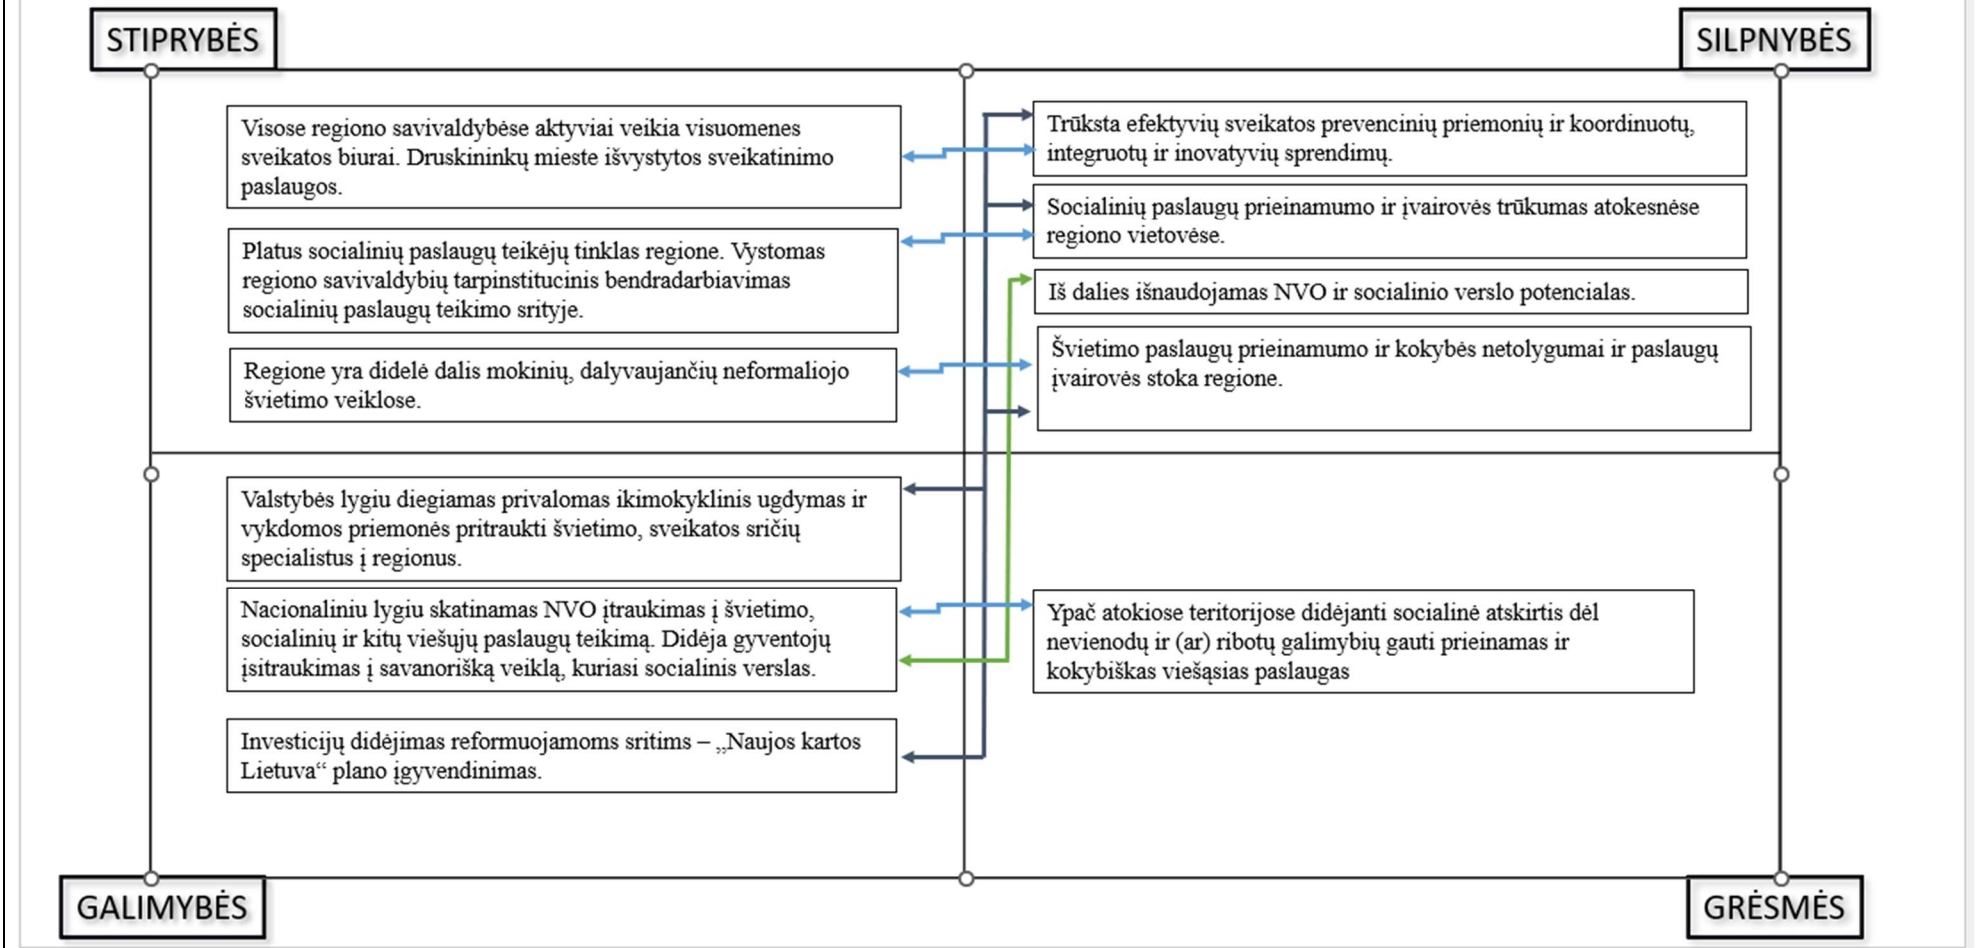 STIPRYBĖS
SILPNYBĖS
Visose regiono savivaldybėse aktyviai veikia visuomenes
sveikatos biurai. Druskininkų mieste išvystytos sveikatinimo
paslaugos.
Platus socialinių paslaugų teikėjų tinklas regione. Vystomas
regiono savivaldybių tarpinstitucinis bendradarbiavimas
socialinių paslaugų teikimo srityje.
Regione yra didelė dalis mokinių, dalyvaujančių neformaliojo
švietimo veiklose.
Trūksta efektyvių sveikatos prevencinių priemonių ir koordinuotų,
integruotų ir inovatyvių sprendimų.
Socialinių paslaugų prieinamumo ir įvairovės trūkumas atokesnėse
regiono vietovėse.
Iš dalies išnaudojamas NVO ir socialinio verslo potencialas.
Švietimo paslaugų prieinamumo ir kokybės netolygumai ir paslaugų
įvairovės stoka regione.
Valstybės lygiu diegiamas privalomas ikimokyklinis ugdymas ir
vykdomos priemonės pritraukti švietimo, sveikatos sričių
specialistus į regionus.
Nacionaliniu lygiu skatinamas NVO įtraukimas į švietimo,
socialinių ir kitų viešųjų paslaugų teikimą. Didėja gyventojų
įsitraukimas į savanorišką veiklą, kuriasi socialinis verslas.
Investicijų didėjimas reformuojamoms sritims – „Naujos kartos
Lietuva“ plano įgyvendinimas.
Ypač atokiose teritorijose didėjanti socialinė atskirtis dėl
nevienodų ir (ar) ribotų galimybių gauti prieinamas ir
kokybiškas viešąsias paslaugas
GALIMYBĖS
GRĖSMĖS